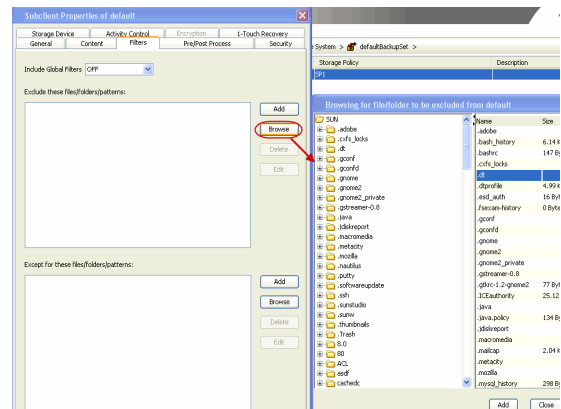 Subclient Properties of default
Storage Device Activity Control Encryption 1-Touch Recovery
General Content Filters Pre/Post Process Security
Include Global Filters OFF
Exclude these files/folders/patterns:
Add
Browse
Delete
Edit
Except for these files/folders/patterns:
Add
Browse
Delete
Edit
System > defaultBackupSet >
Storage Policy Description
SP1
Browsing for file/folder to be excluded from default
SUN
.adobe
.cxfs_locks
.dt
.gconf
.gconfd
.gnome
.gnome2
.gnome2_private
.gstreamer-0.8
.java
.jdiskreport
.macromedia
.metacity
.mozilla
.nautilus
.putty
.softwareupdate
.ssh
.sunstudio
.sunw
.thumbnails
.Trash
8.0
80
ACL
asdf
cachedc
Name Size
.adobe
.bash_history 6.14 K
.bashrc 147 By
.cxfs_locks
.dt
.dtprofile 4.99 K
.esd_auth 16 Byt
.fsexam-history 0 Byte
.gconf
.gconfd
.gnome
.gnome2
.gnome2_private
.gstreamer-0.8
.gtkrc-1.2-gnome2 77 Byt
.ICEauthority 25.12
.java
.java.policy 134 By
.jdiskreport
.macromedia
.mailcap 2.04 K
.metacity
.mozilla
.mysql_history 298 By
Add Close